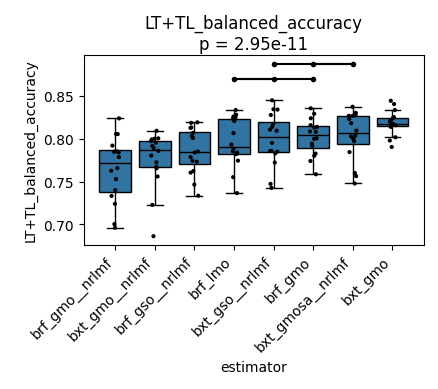 LT+TL_balanced_accuracy
p = 2.95e-11
LT+TL_balanced_accuracy
0.85
0.80
0.75
0.70
brf_gmo__nrlmf
bxt_gmo__nrlmf
brf_gso__nrlmf
brf_lmo
bxt_gso__nrlmf
brf_gmo
bxt_gmosa__nrlmf
bxt_gmo
estimator